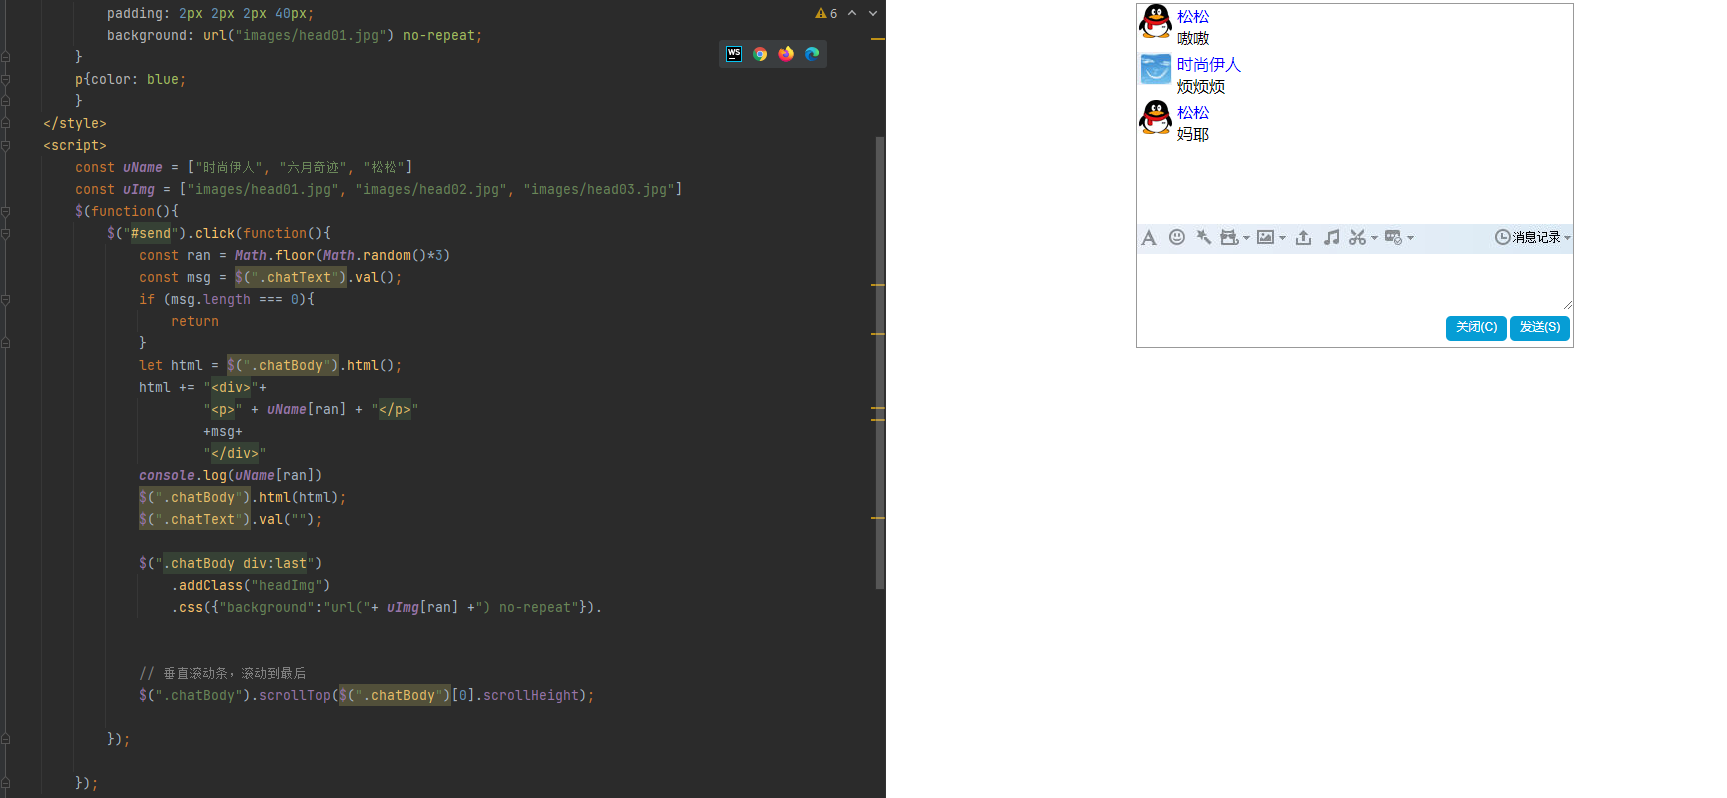 padding: 2px 2px 2px 40px;
background: url("images/head01.jpg") no-repeat;
}
p{color: blue;
}
</style>
<script>
const uName = ["时尚伊人", "六月奇迹", "松松"]
const uImg = ["images/head01.jpg", "images/head02.jpg", "images/head03.jpg"]
$(function(){
$("#send").click(function(){
const ran = Math.floor(Math.random()*3)
const msg = $(".chatText").val();
if (msg.length === 0){
return
}
let html = $(".chatBody").html();
html += "<div>"+
"<p>" + uName[ran] + "</p>"
+msg+
"</div>"
console.log(uName[ran])
$(".chatBody").html(html);
$(".chatText").val("");
$(".chatBody div:last")
.addClass("headImg")
.css({"background":"url("+ uImg[ran] +") no-repeat"}).
// 垂直滚动条，滚动到最后
$(".chatBody").scrollTop($(".chatBody")[0].scrollHeight);
});
});
6
WS
松松
嗷嗷
时尚伊人
烦烦烦
松松
妈耶
A
消息记录
关闭(C) 发送(S)